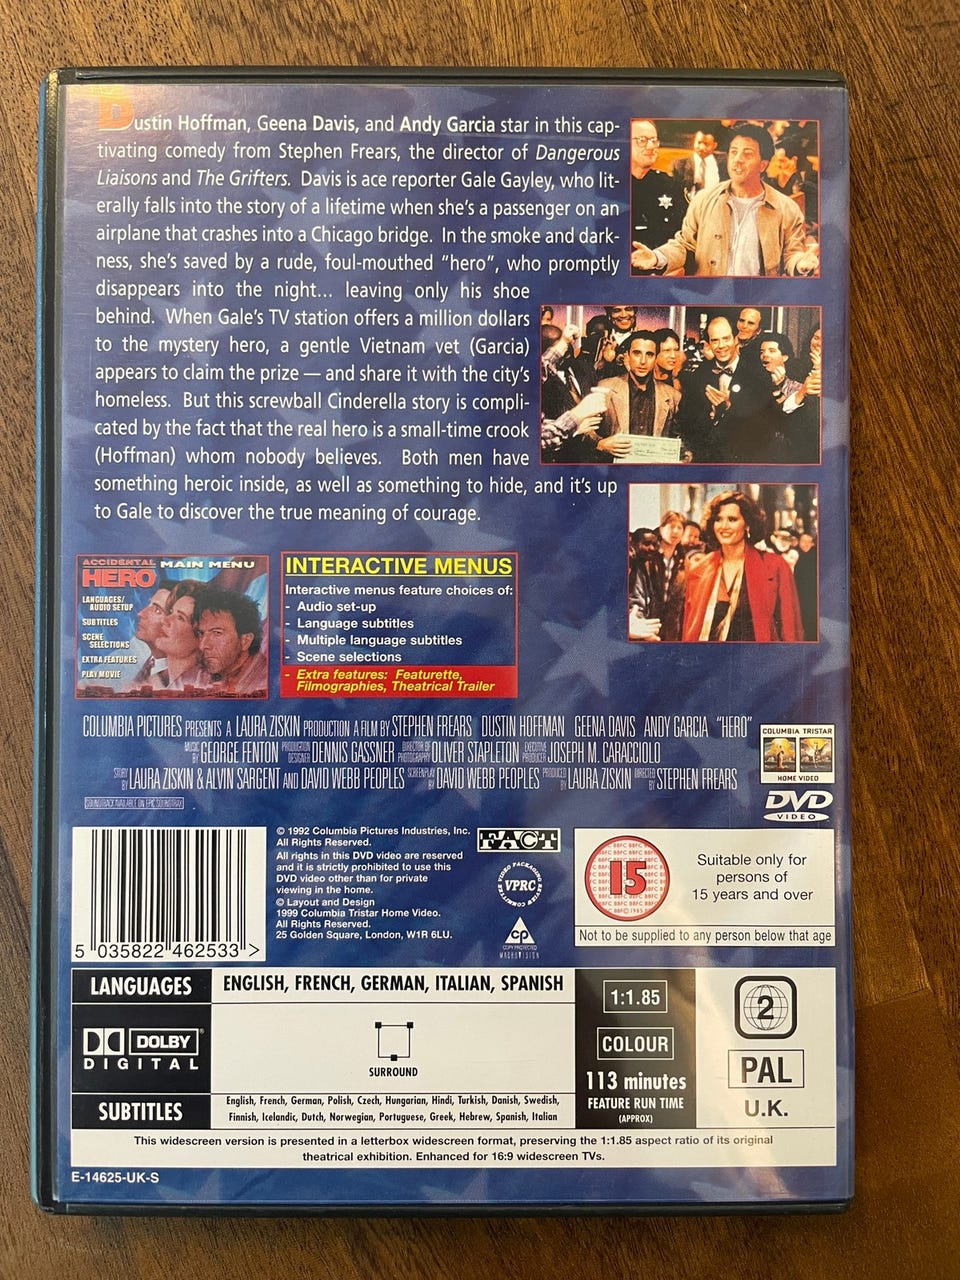 Dustin Hoffman, Geena Davis, and Andy Garcia star in this cap-
tivating comedy from Stephen Frears, the director of Dangerous
Liaisons and The Grifters. Davis is ace reporter Gale Gayley, who lit-
erally falls into the story of a lifetime when she's a passenger on an
airplane that crashes into a Chicago bridge. In the smoke and dark-
ness, she's saved by a rude, foul-mouthed "hero", who promptly
disappears into the night... leaving only his shoe
behind. When Gale's TV station offers a million dollars
to the mystery hero, a gentle Vietnam vet (Garcia)
appears to claim the prize — and share it with the city's
homeless. But this screwball Cinderella story is compli-
cated by the fact that the real hero is a small-time crook
(Hoffman) whom nobody believes. Both men have
something heroic inside, as well as something to hide, and it's up
to Gale to discover the true meaning of courage.
ACCIDENTAL HERO
MAIN MENU
LANGUAGES/
AUDIO SETUP
SUBTITLES
SCENE
SELECTIONS
EXTRA FEATURES
PLAY MOVIE
INTERACTIVE MENUS
Interactive menus feature choices of:
- Audio set-up
- Language subtitles
- Multiple language subtitles
- Scene selections
- Extra features: Featurette,
Filmographies, Theatrical Trailer
COLUMBIA PICTURES PRESENTS A LAURA ZISKIN PRODUCTION A FILM BY STEPHEN FREARS DUSTIN HOFFMAN GEENA DAVIS ANDY GARCIA "HERO"
MUSIC BY GEORGE FENTON PRODUCTION DESIGNER DENNIS GASSNER DIRECTOR OF PHOTOGRAPHY OLIVER STAPLETON EXECUTIVE PRODUCER JOSEPH M. CARACCIOLO
STORY BY LAURA ZISKIN & ALVIN SARGENT AND DAVID WEBB PEOPLES SCREENPLAY BY DAVID WEBB PEOPLES PRODUCED BY LAURA ZISKIN DIRECTED BY STEPHEN FREARS
SOUNDTRACK AVAILABLE ON EPIC SOUNDTRAX
COLUMBIA TRISTAR
HOME VIDEO
DVD
VIDEO
5 035822 462533 >
© 1992 Columbia Pictures Industries, Inc.
All Rights Reserved.
All rights in this DVD video are reserved
and it is strictly prohibited to use this
DVD video other than for private
viewing in the home.
© Layout and Design
1999 Columbia Tristar Home Video.
All Rights Reserved.
25 Golden Square, London, W1R 6LU.
FACT
VIDEO PACKAGING REVIEW COMMITTEE
VPRC
cp
COPY PROTECTED
MACROVISION
15
Suitable only for
persons of
15 years and over
Not to be supplied to any person below that age
LANGUAGES
ENGLISH, FRENCH, GERMAN, ITALIAN, SPANISH
DOLBY
DIGITAL
SURROUND
SUBTITLES
English, French, German, Polish, Czech, Hungarian, Hindi, Turkish, Danish, Swedish,
Finnish, Icelandic, Dutch, Norwegian, Portuguese, Greek, Hebrew, Spanish, Italian
1:1.85
COLOUR
113 minutes
FEATURE RUN TIME
(APPROX)
2
PAL
U.K.
This widescreen version is presented in a letterbox widescreen format, preserving the 1:1.85 aspect ratio of its original
theatrical exhibition. Enhanced for 16:9 widescreen TVs.
E-14625-UK-S